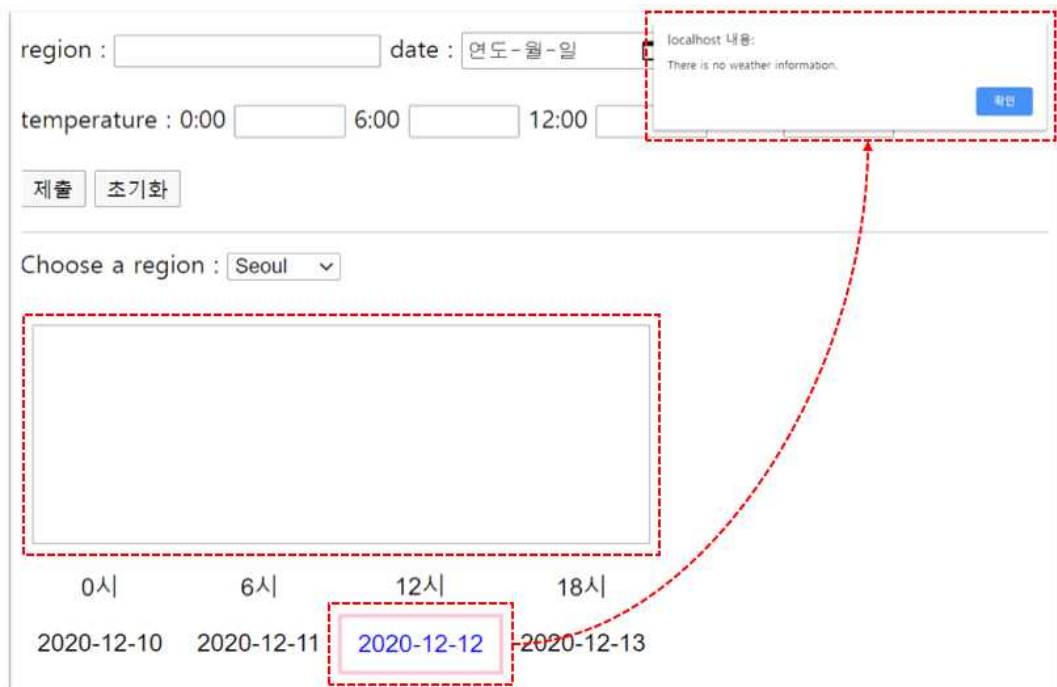 region : date : 연도-월-일
localhost 내용:
There is no weather information.
확인
temperature : 0:00 6:00 12:00
제출 초기화
Choose a region : Seoul
0시 6시 12시 18시
2020-12-10 2020-12-11 2020-12-12 2020-12-13